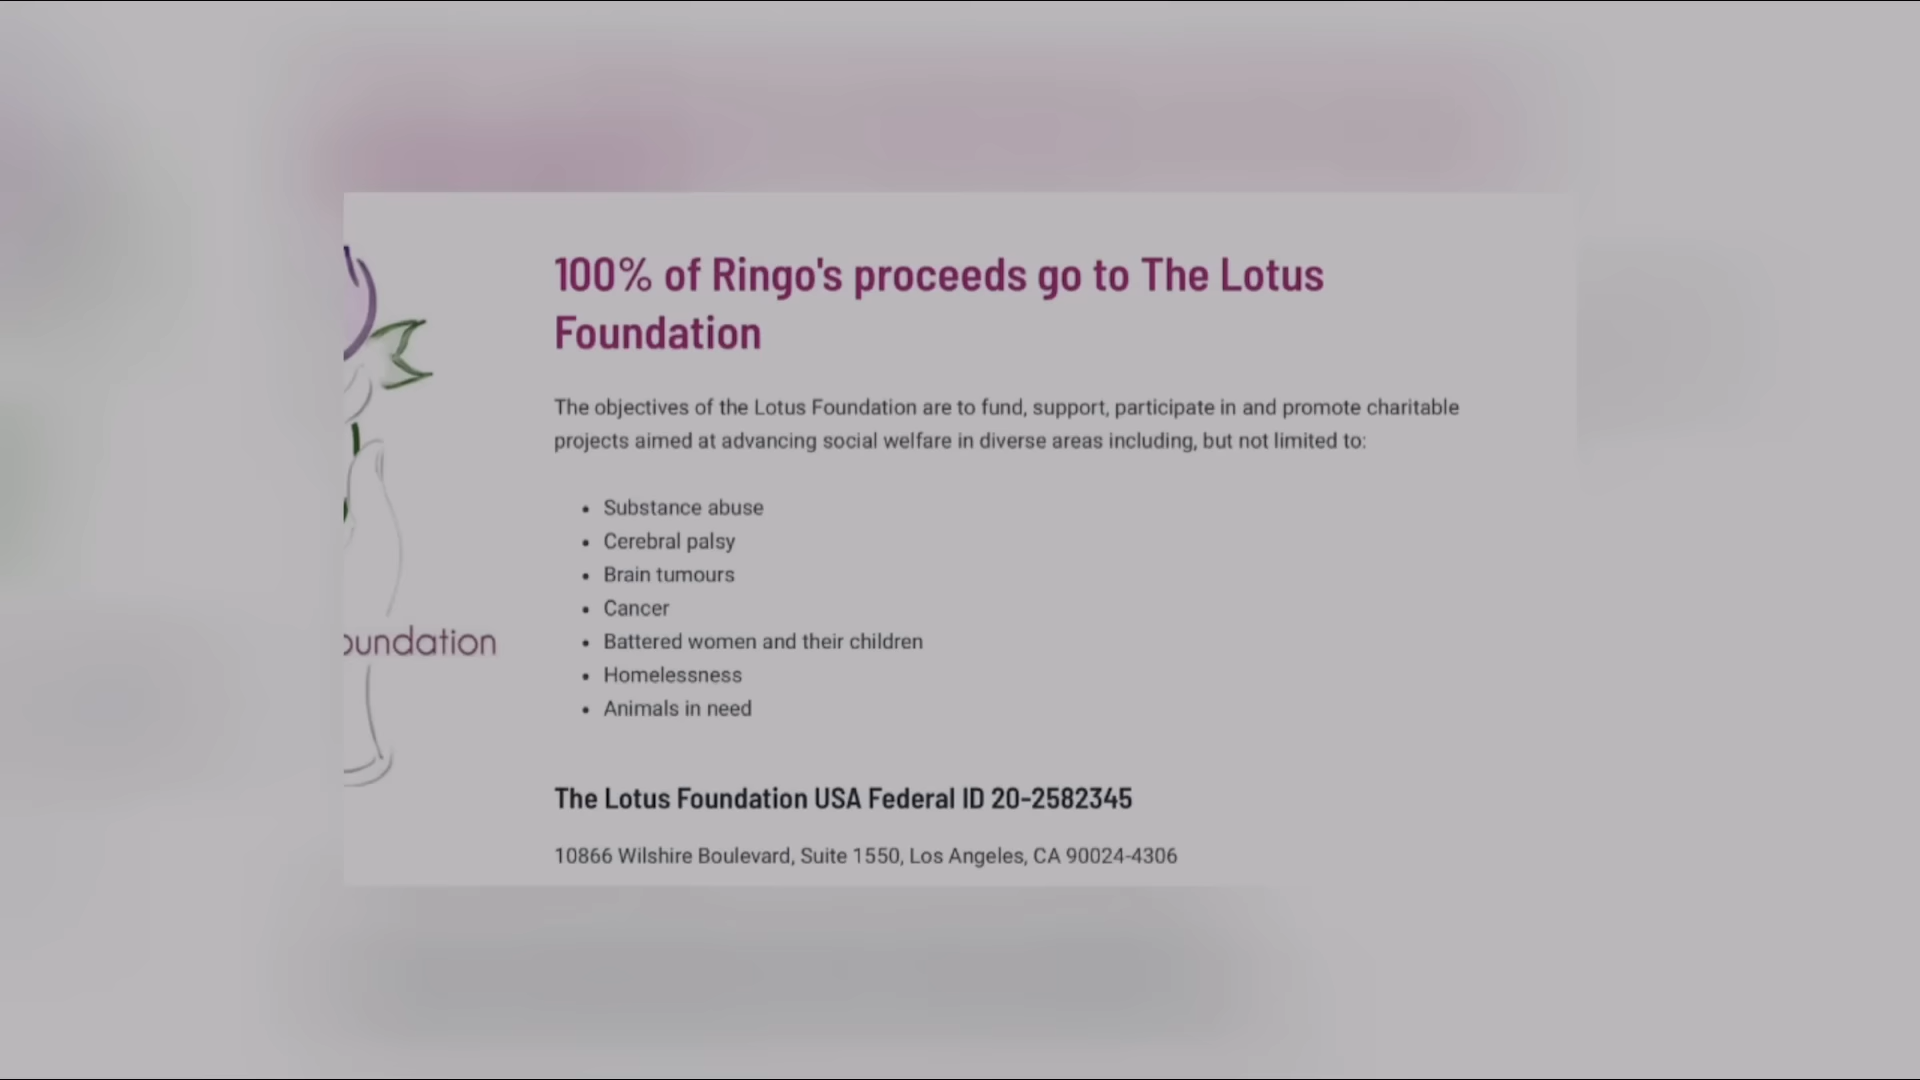 100% of Ringo's proceeds go to The Lotus
Foundation
The objectives of the Lotus Foundation are to fund, support, participate in and promote charitable
projects aimed at advancing social welfare in diverse areas including, but not limited to:
• Substance abuse
• Cerebral palsy
• Brain tumours
• Cancer
• Battered women and their children
oundation
• Homelessness
• Animals in need
The Lotus Foundation USA Federal ID 20-2582345
10866 Wilshire Boulevard, Suite 1550, Los Angeles, CA 90024-4306